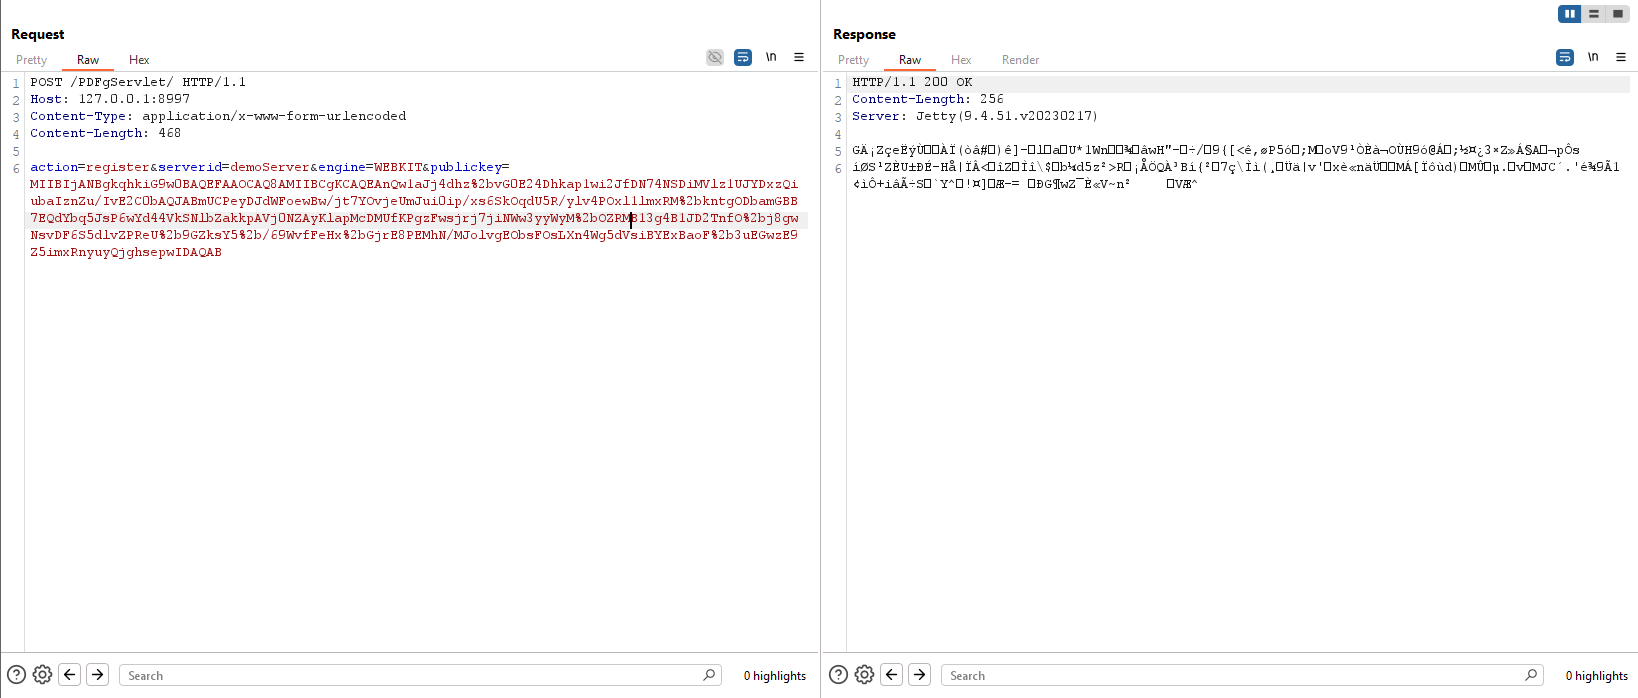 Request
Pretty Raw Hex
\n
1 POST /PDFgServlet/ HTTP/1.1
2 Host: 127.0.0.1:8997
3 Content-Type: application/x-www-form-urlencoded
4 Content-Length: 468
5
6 action=register&serverid=demoServer&engine=WEBKIT&publickey=
MIIBIjANBgkqhkiG9w0BAQEFAAOCAQ8AMIIBCgKCAQEAnQw1aJj4dhz%2bvG0E24Dhkap1wi2JfDN74NSDiMVlz1UJYDxzQi
ubaIznZu/IvE2C0bAQJABmUCPeyDJdWFoewBw/jt7YOvjeUmJui0ip/xs6SkOqdU5R/ylv4POxl1lmxRM%2bkntgODbamGBB
7EQdYbq5JsP6wYd44VkSNlbZakkpAVj0NZAyKlapMcDMUfKPgzFwsjrj7jiNWw3yyWyM%2bOZRMB13g4B1JD2TnfO%2bj8gw
NsvDF6S5dlvZPReU%2b9GZksY5%2b/69WvfFeHx%2bGjrE8PEMhN/MJolvgEObsFOsLXn4Wg5dVsiBYExBaoF%2b3uEGwzE9
Z5imxRnyuyQjghsepwIDAQAB
Search
0 highlights
Response
Pretty Raw Hex Render
\n
1 HTTP/1.1 200 OK
2 Content-Length: 256
3 Server: Jetty(9.4.51.v20230217)
4
5
6
Search
0 highlights